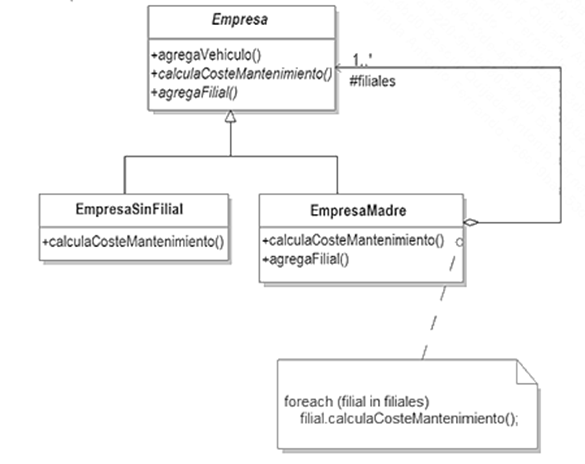 Empresa
+agregaVehiculo()
+calculaCosteMantenimiento()
+agregaFilial()
1..*
#filiales
EmpresaSinFilial
+calculaCosteMantenimiento()
EmpresaMadre
+calculaCosteMantenimiento()
+agregaFilial()
foreach (filial in filiales)
filial.calculaCosteMantenimiento();